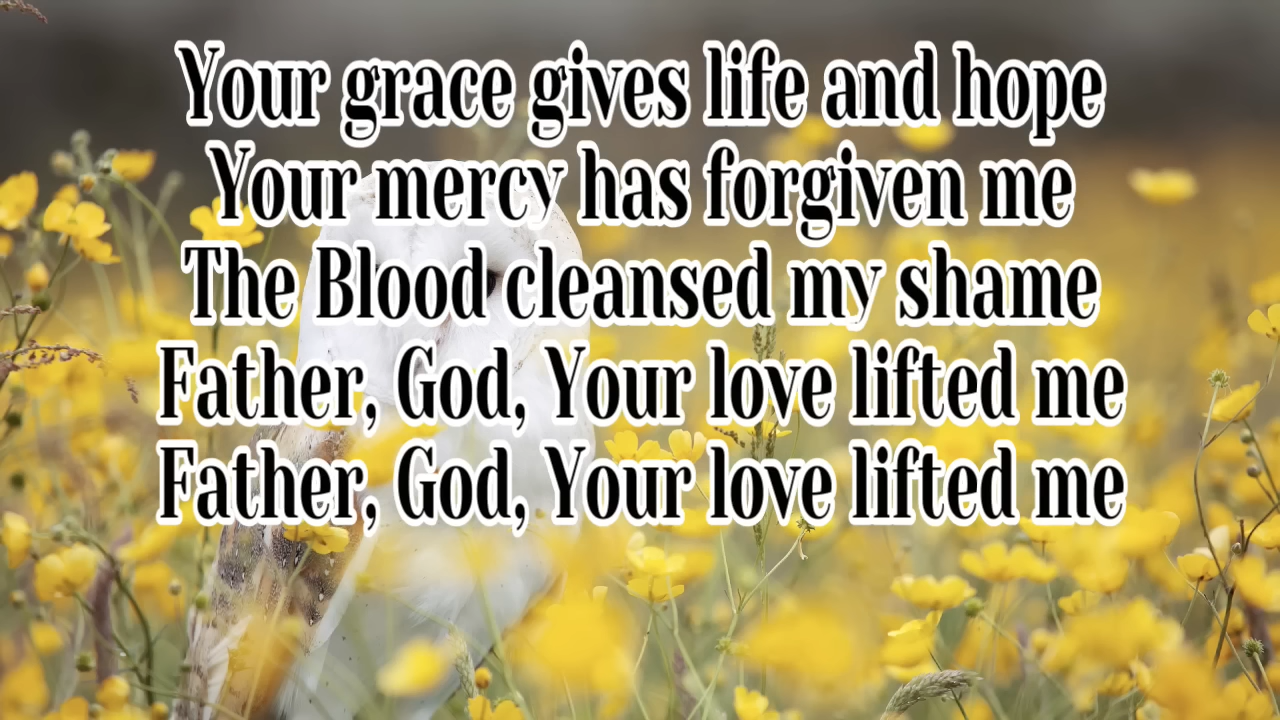 Your grace gives life and hope
Your mercy has forgiven me
The Blood cleansed my shame
Father, God, Your love lifted me
Father, God, Your love lifted me